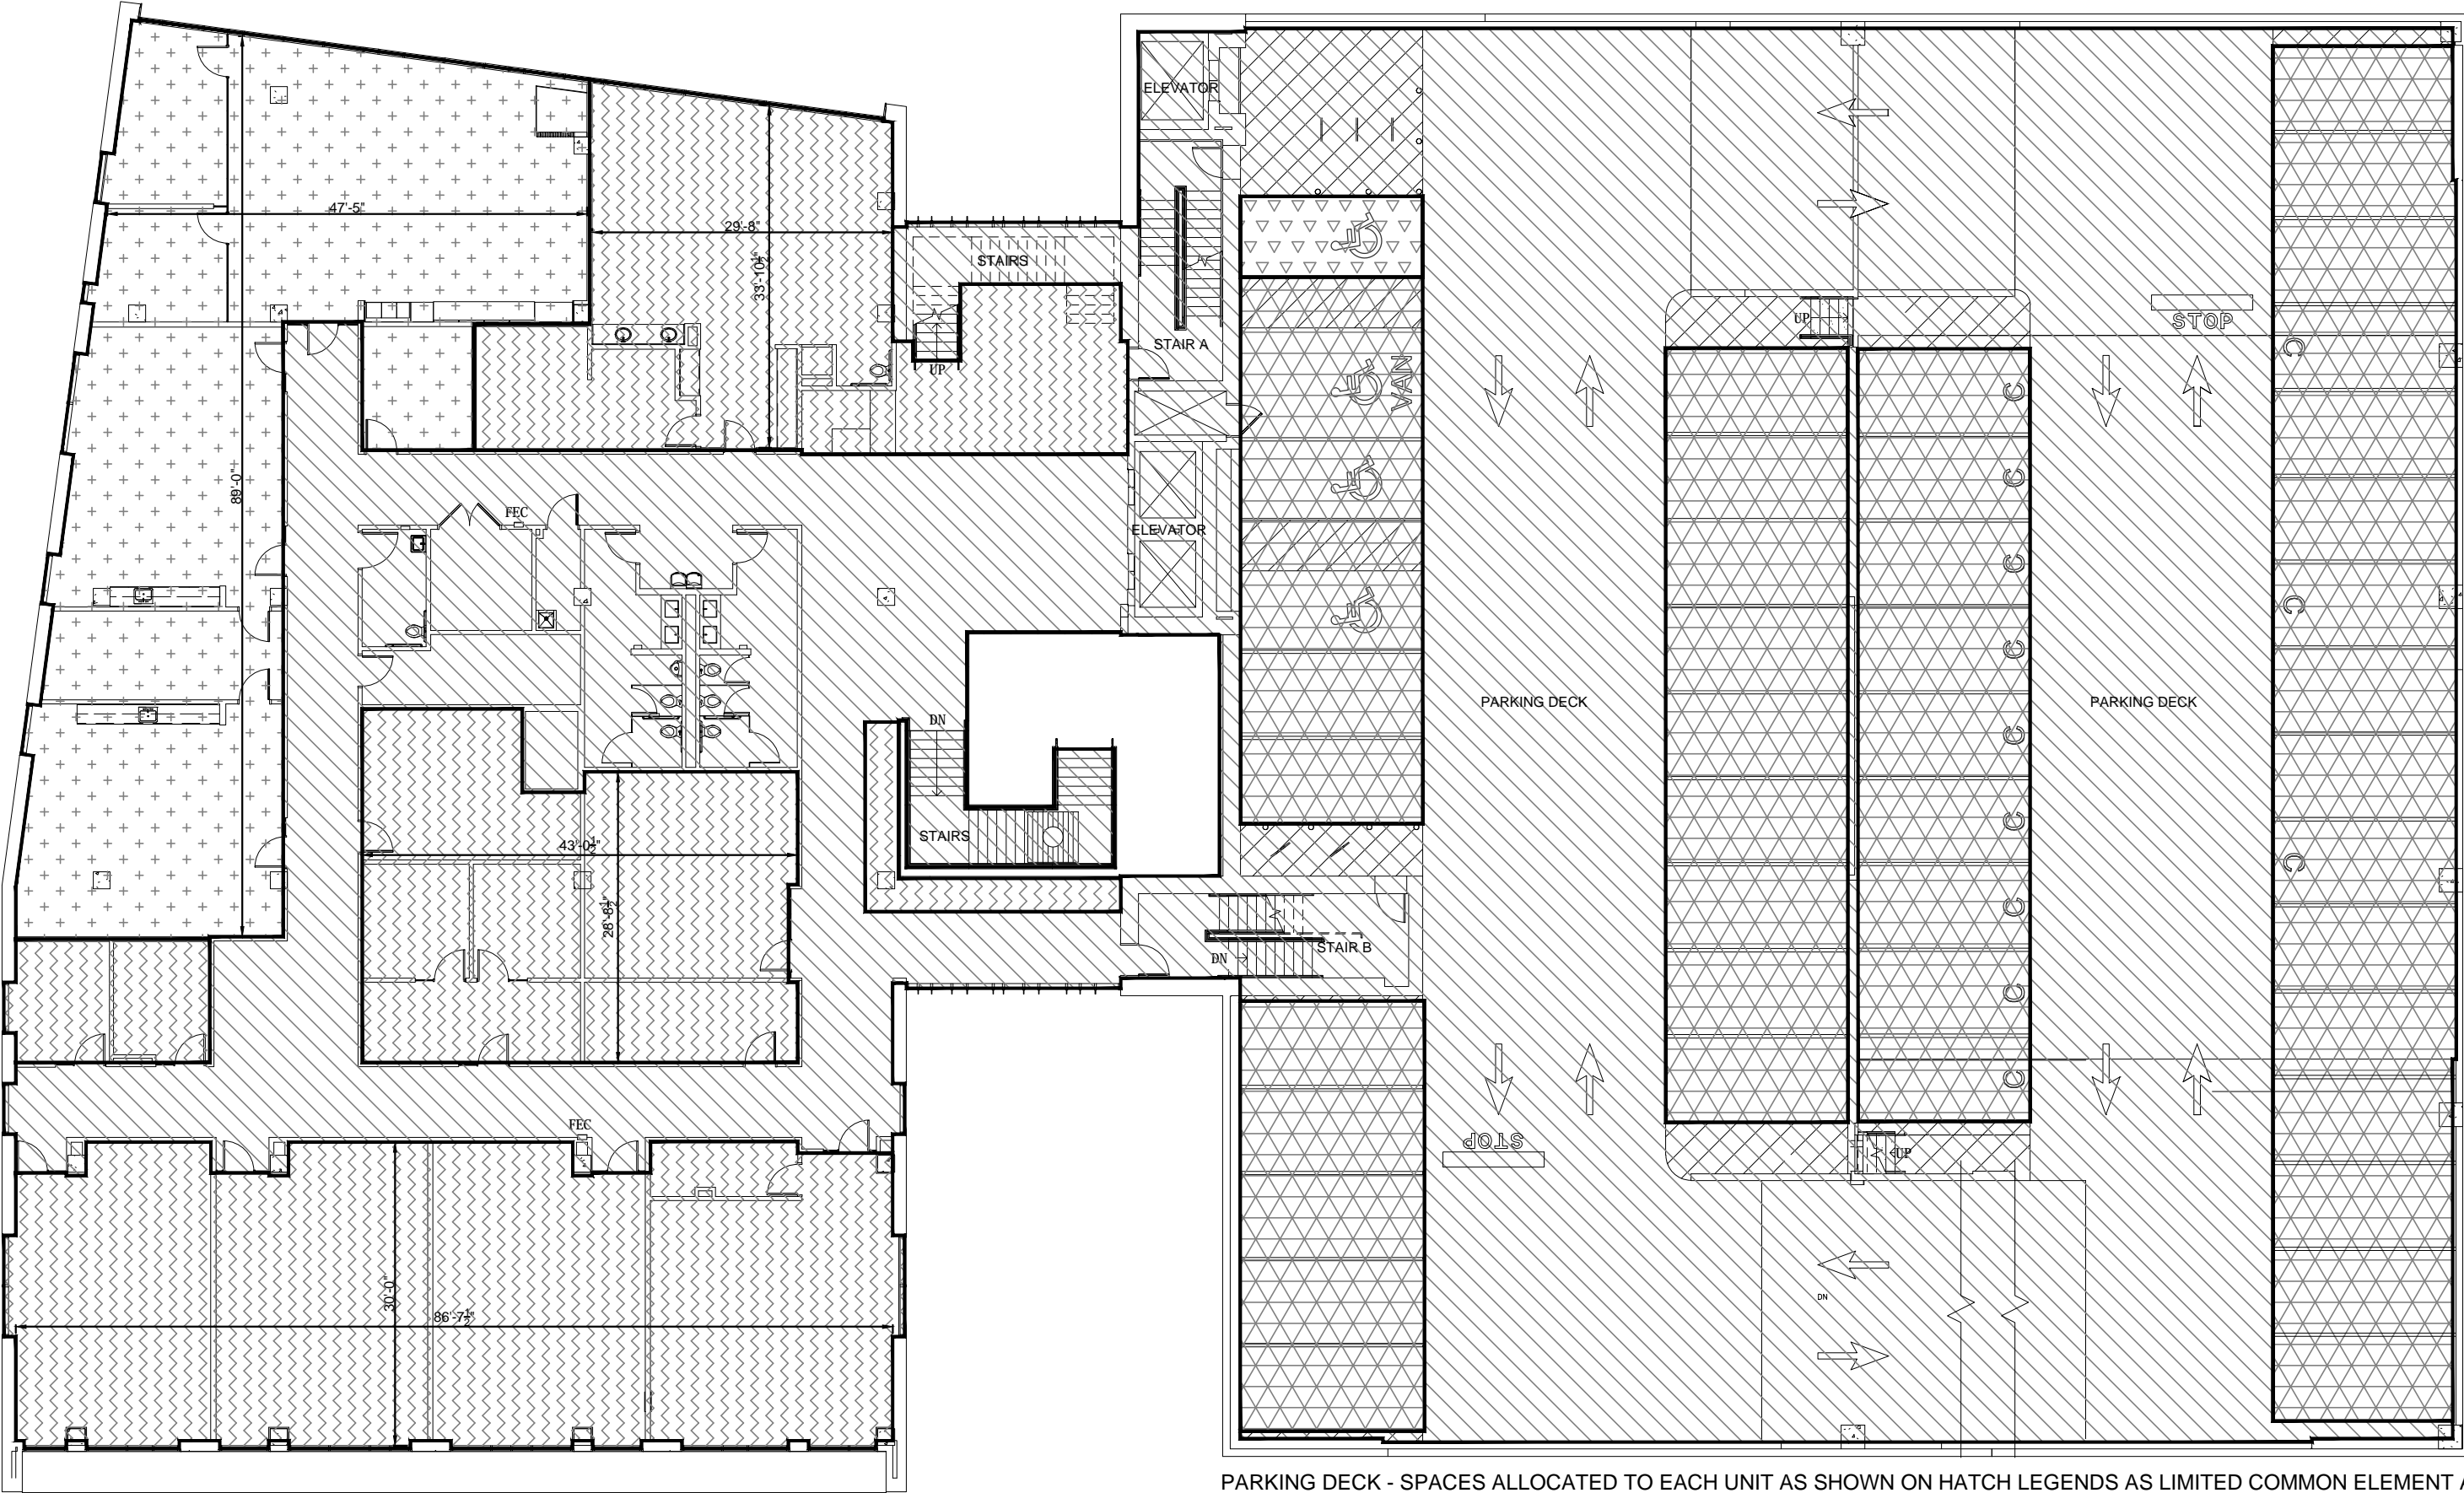 ELEVATOR
47'-5"
29'-8"
33'-10½"
STAIRS
STAIR A
UP
UP
STOP
VAN
C
C
89'-0"
FEC
C
ELEVATOR
C
C
C
C
PARKING DECK
PARKING DECK
DN
C
STAIRS
C
43'-0½"
C
28'-8½"
C
STAIR B
DN
C
C
FEC
STOP
UP
30'-0"
86'-7½"
DN
PARKING DECK - SPACES ALLOCATED TO EACH UNIT AS SHOWN ON HATCH LEGENDS AS LIMITED COMMON ELEMENT